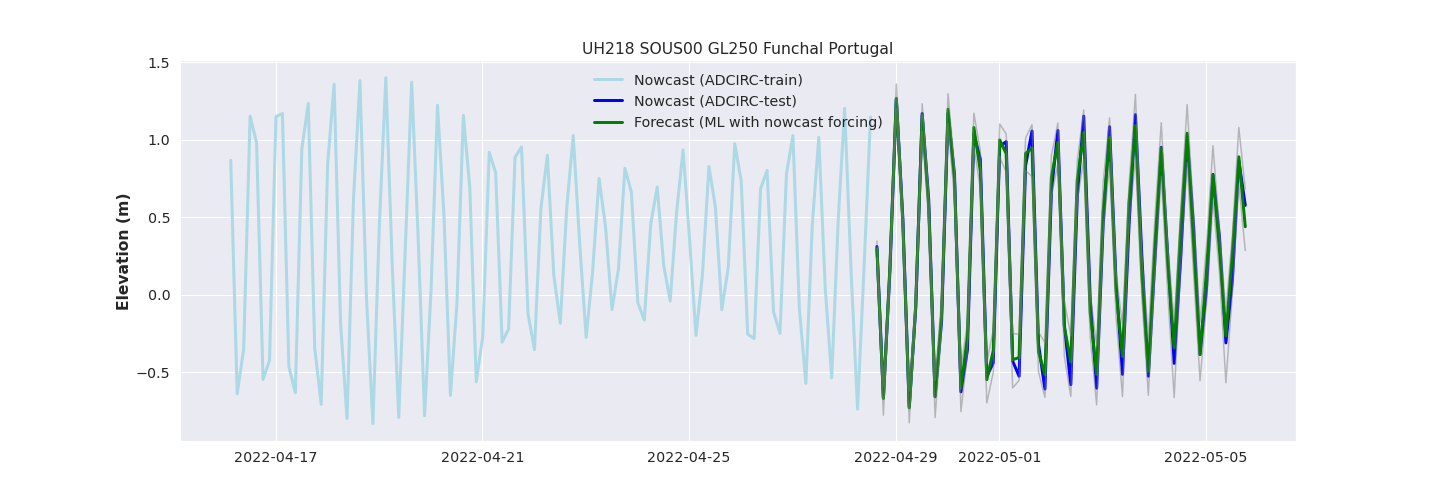 UH218 SOUS00 GL250 Funchal Portugal
Nowcast (ADCIRC-train)
Nowcast (ADCIRC-test)
Forecast (ML with nowcast forcing)
Elevation (m)
1.5
1.0
0.5
0.0
−0.5
2022-04-17 2022-04-21 2022-04-25 2022-04-29 2022-05-01 2022-05-05